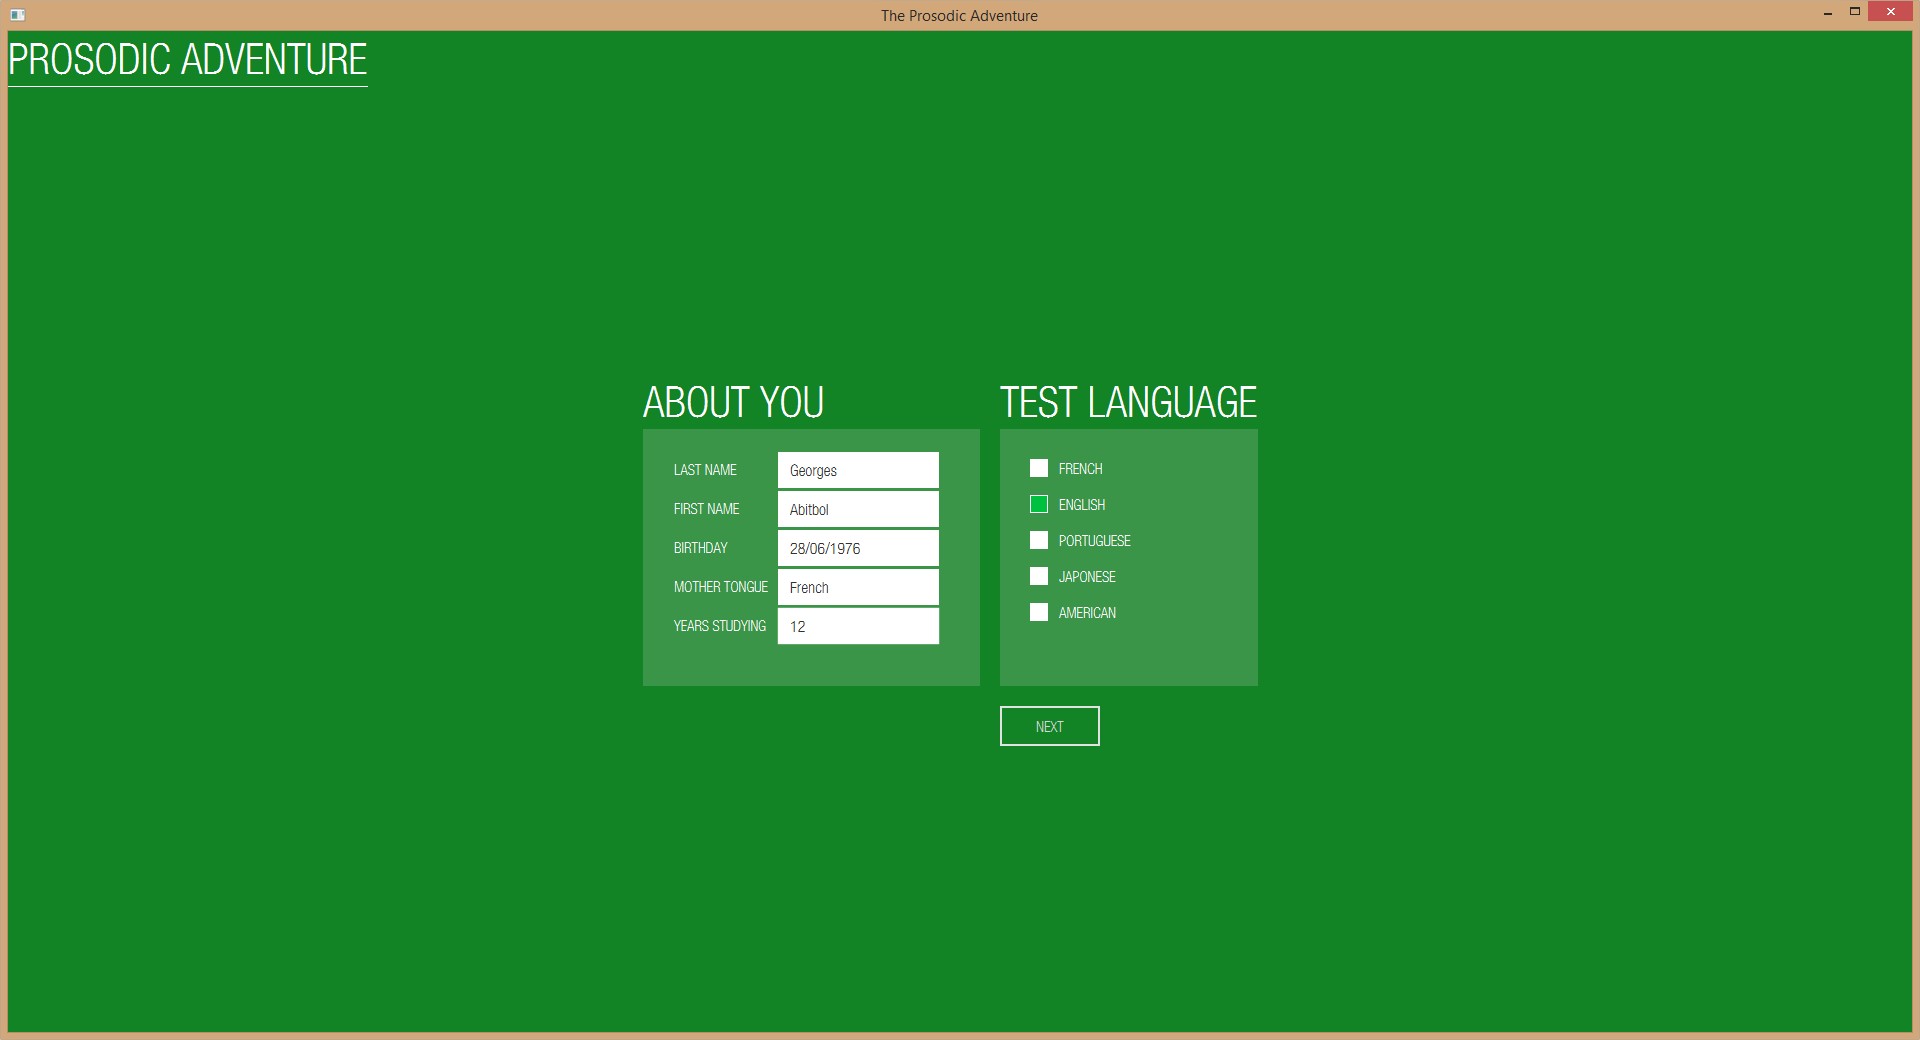 The Prosodic Adventure
PROSODIC ADVENTURE
ABOUT YOU
LAST NAME Georges
FIRST NAME Abitbol
BIRTHDAY 28/06/1976
MOTHER TONGUE French
YEARS STUDYING 12
TEST LANGUAGE
FRENCH
ENGLISH
PORTUGUESE
JAPONESE
AMERICAN
NEXT